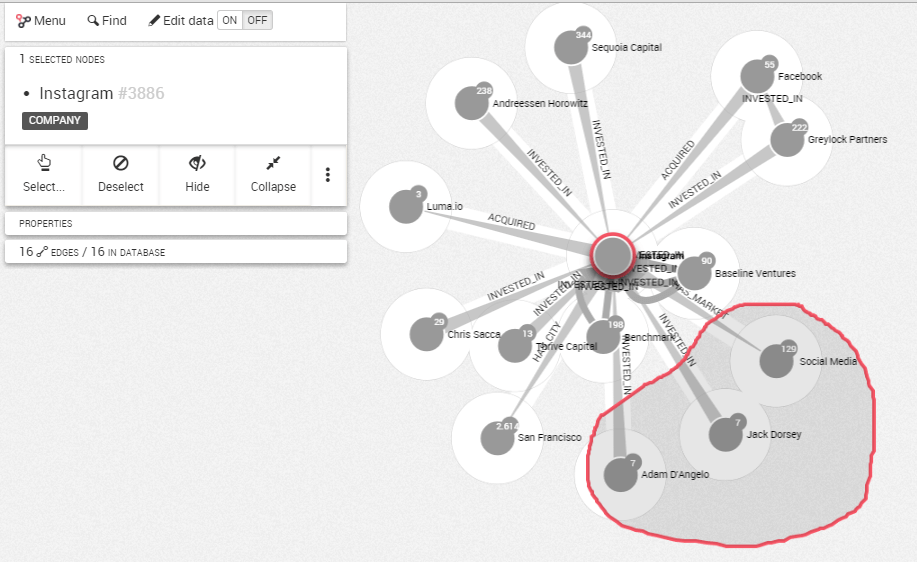 Menu Find Edit data ON OFF
1 SELECTED NODES
Instagram #3886
COMPANY
Select... Deselect Hide Collapse
PROPERTIES
16 EDGES / 16 IN DATABASE
344
Sequoia Capital
55
Facebook
238
Andreessen Horowitz
INVESTED_IN
222
Greylock Partners
INVESTED_IN
INVESTED_IN
ACQUIRED
INVESTED_IN
3
Luma.io
ACQUIRED
Instagram
90
Baseline Ventures
INVESTED_IN
INVESTED_IN
INVESTED_IN
INVESTED_IN
HAS_MARKET
29
Chris Sacca
13
Thrive Capital
198
Benchmark
HAS_CITY
INVESTED_IN
INVESTED_IN
129
Social Media
2.614
San Francisco
7
Jack Dorsey
7
Adam D'Angelo